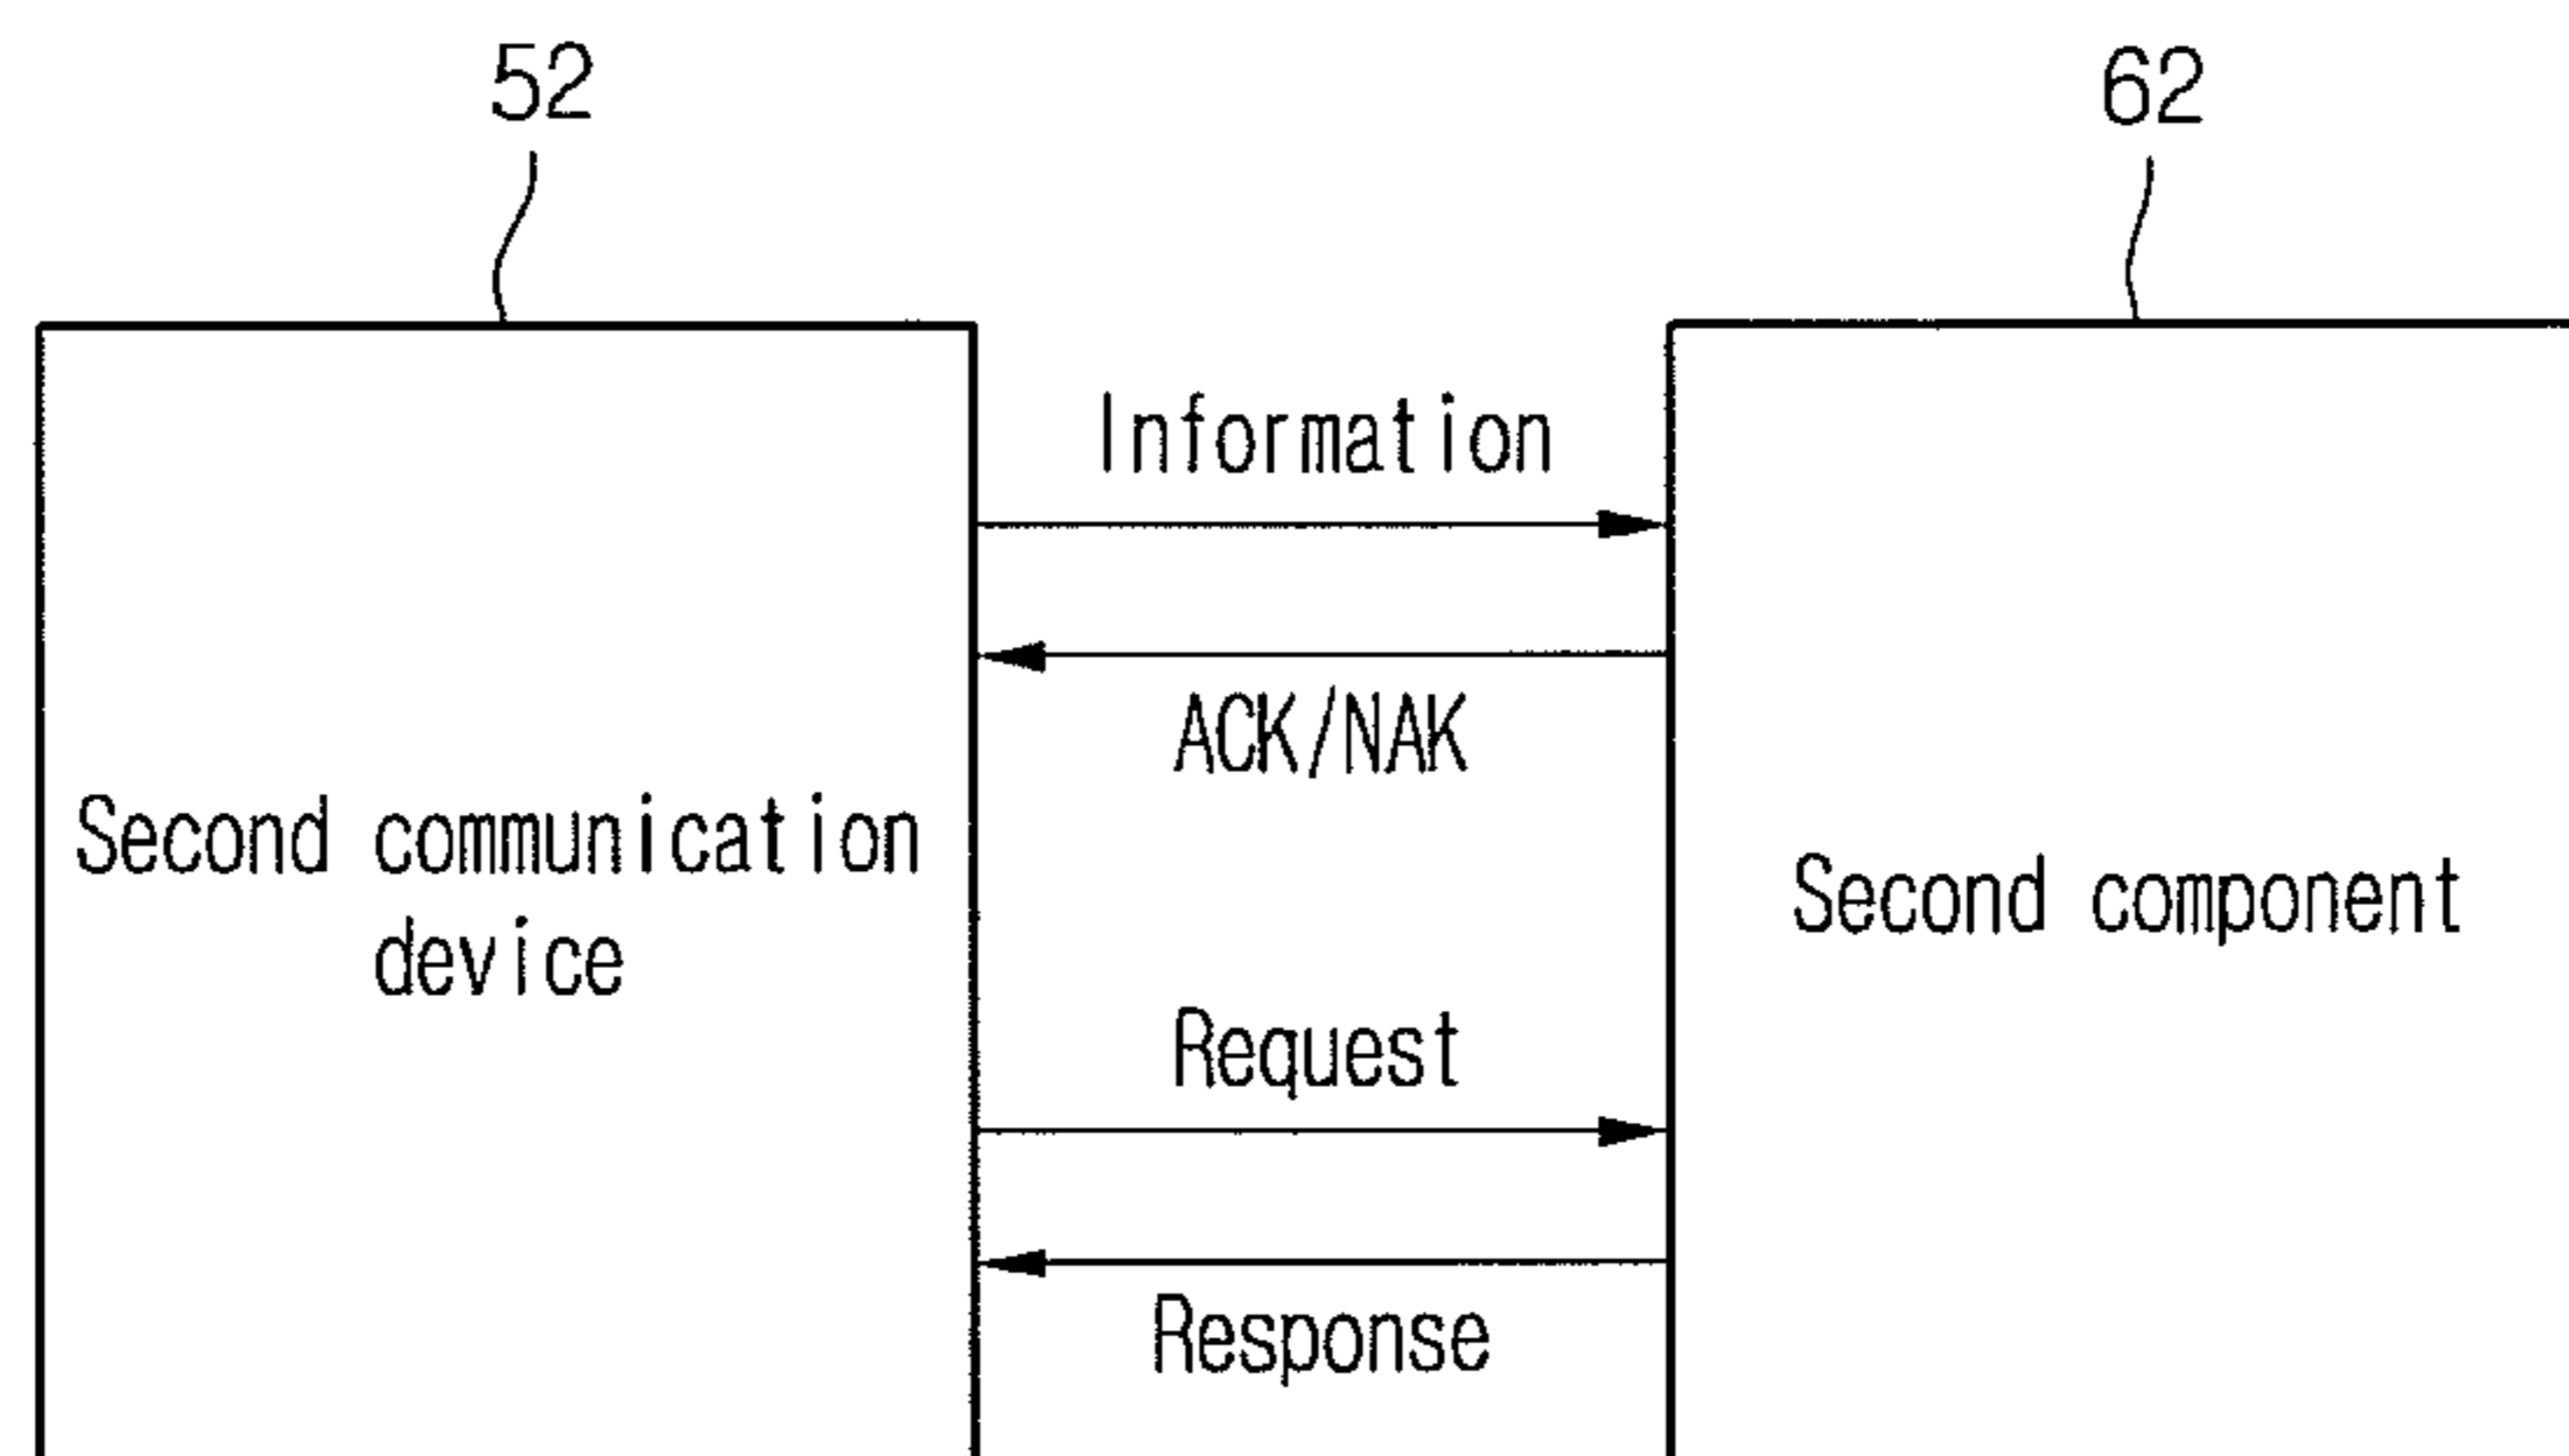 52
62
Information
ACK/NAK
Second communication
device
Second component
Request
Response